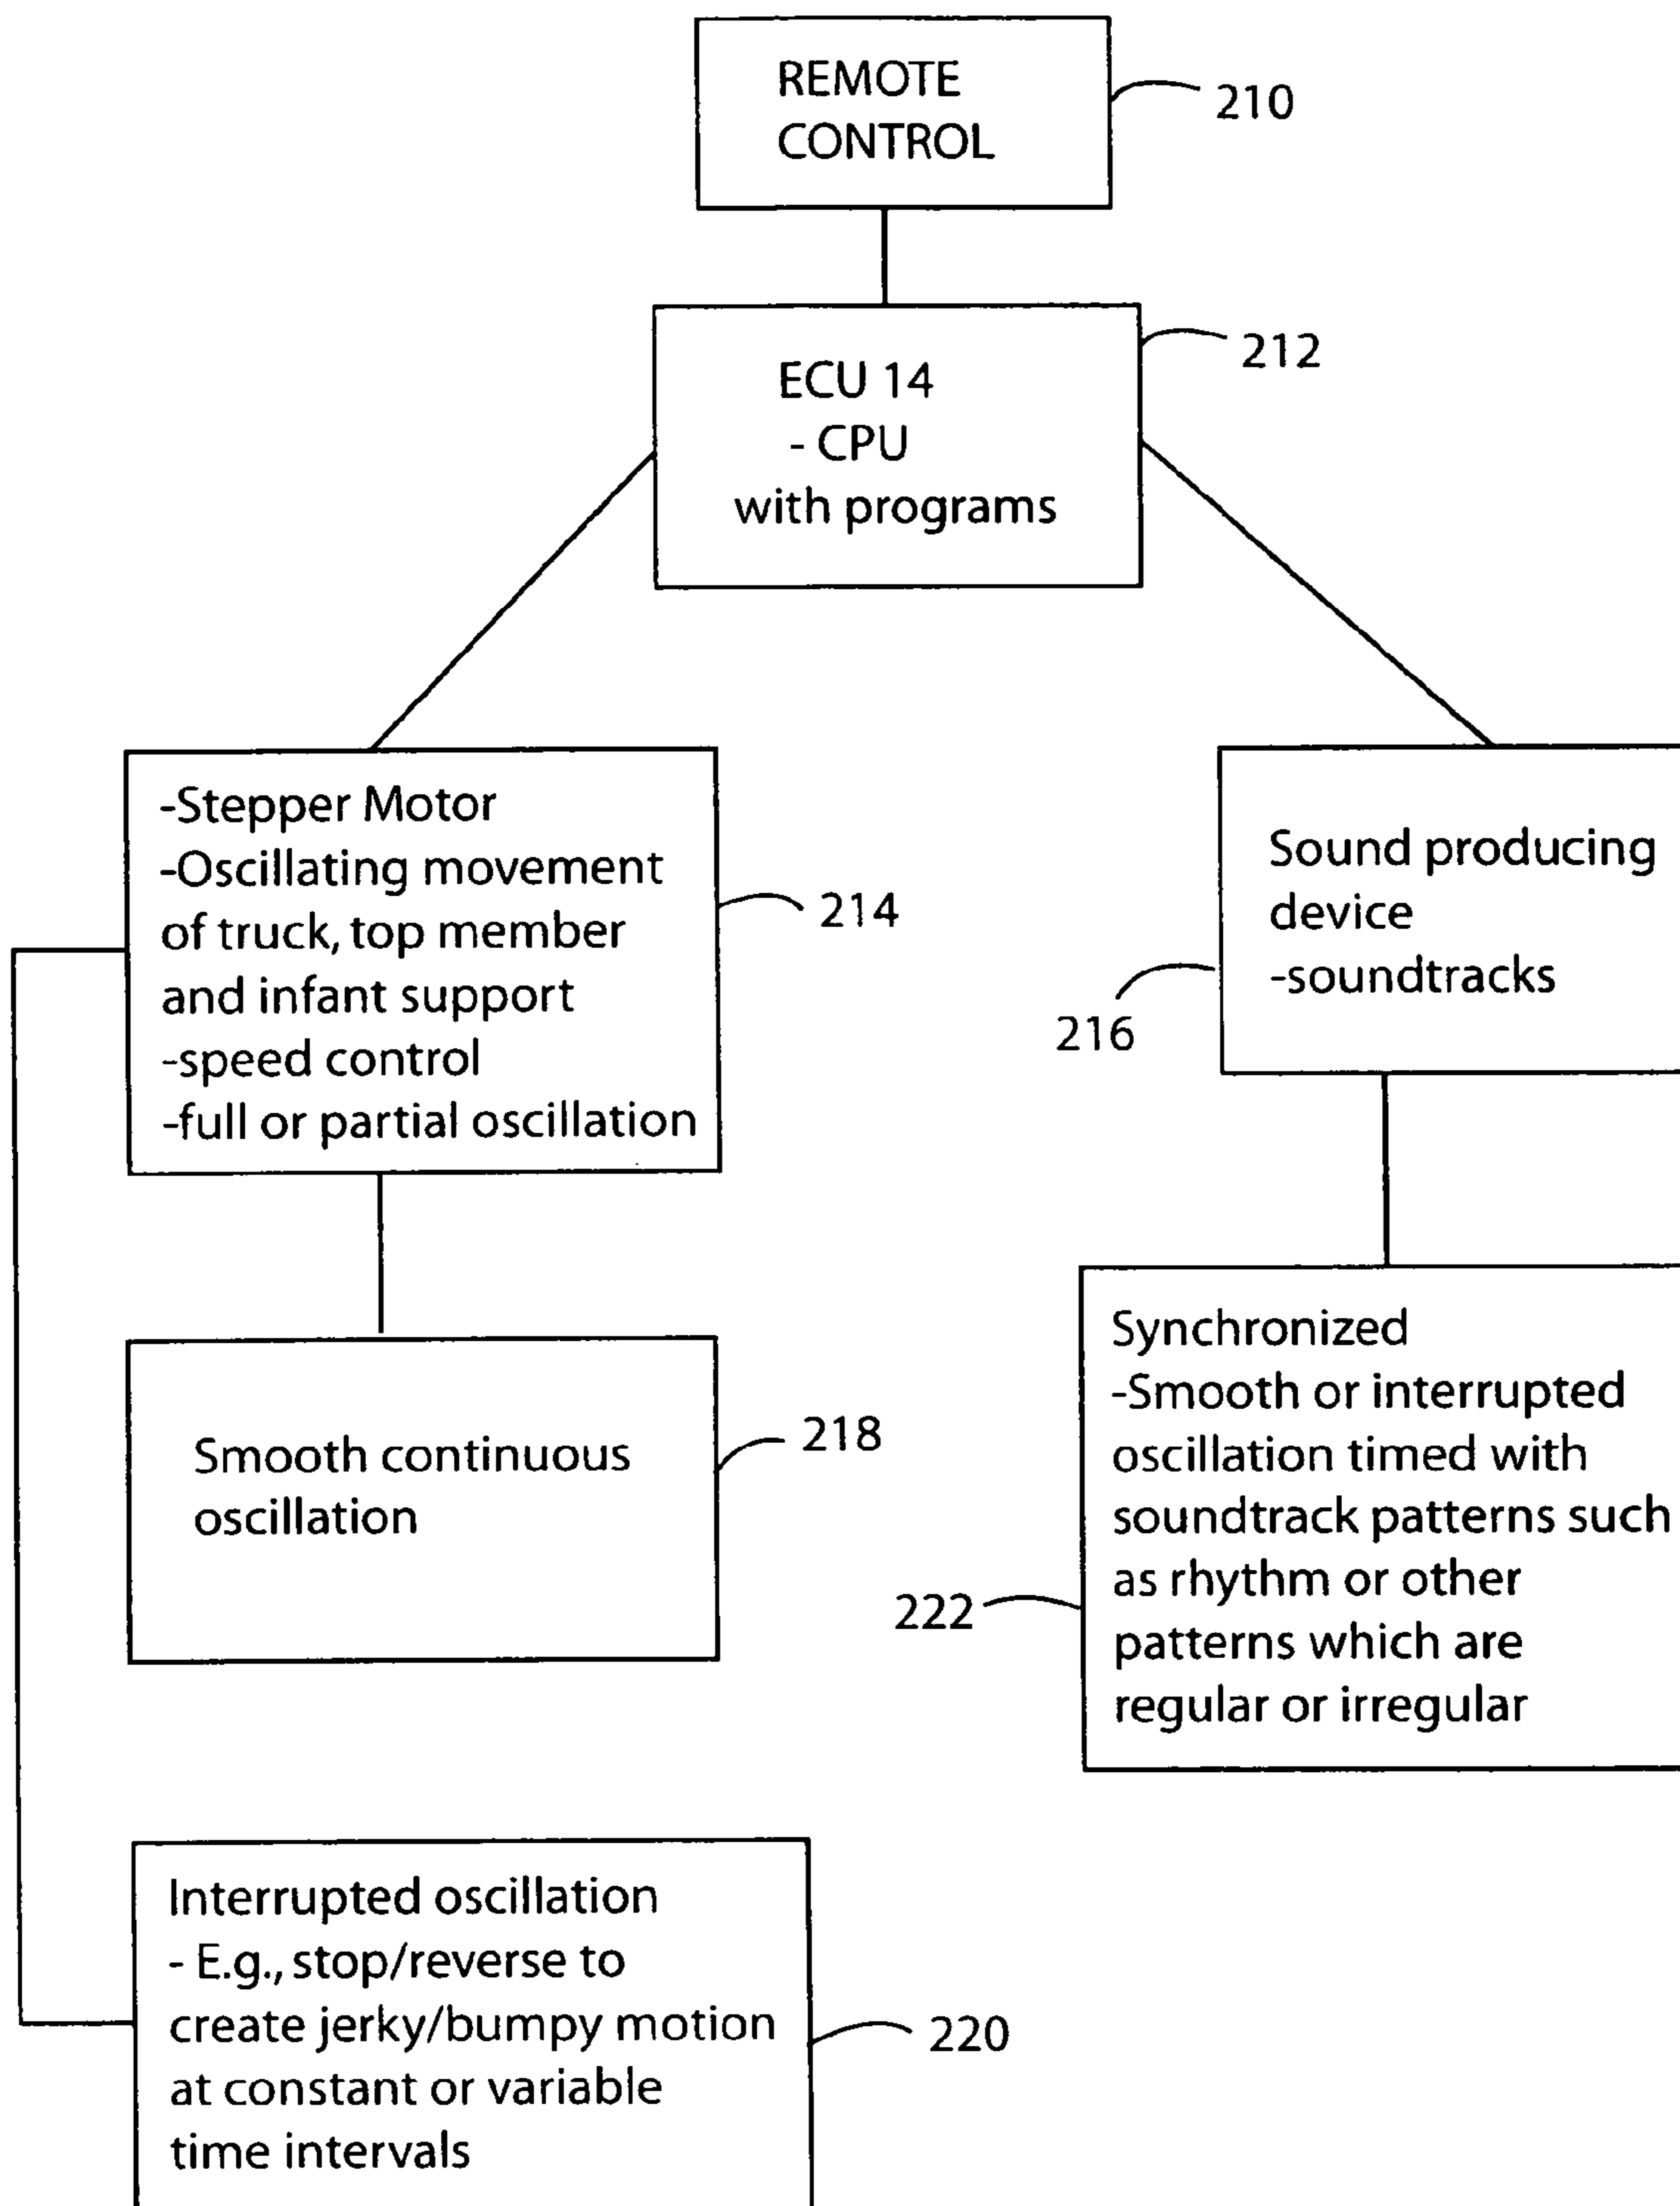 REMOTE
CONTROL
210
ECU 14
- CPU
with programs
212
-Stepper Motor
-Oscillating movement
of truck, top member
and infant support
-speed control
-full or partial oscillation
214
Sound producing
device
-soundtracks
216
Smooth continuous
oscillation
218
Synchronized
-Smooth or interrupted
oscillation timed with
soundtrack patterns such
as rhythm or other
patterns which are
regular or irregular
222
Interrupted oscillation
- E.g., stop/reverse to
create jerky/bumpy motion
at constant or variable
time intervals
220